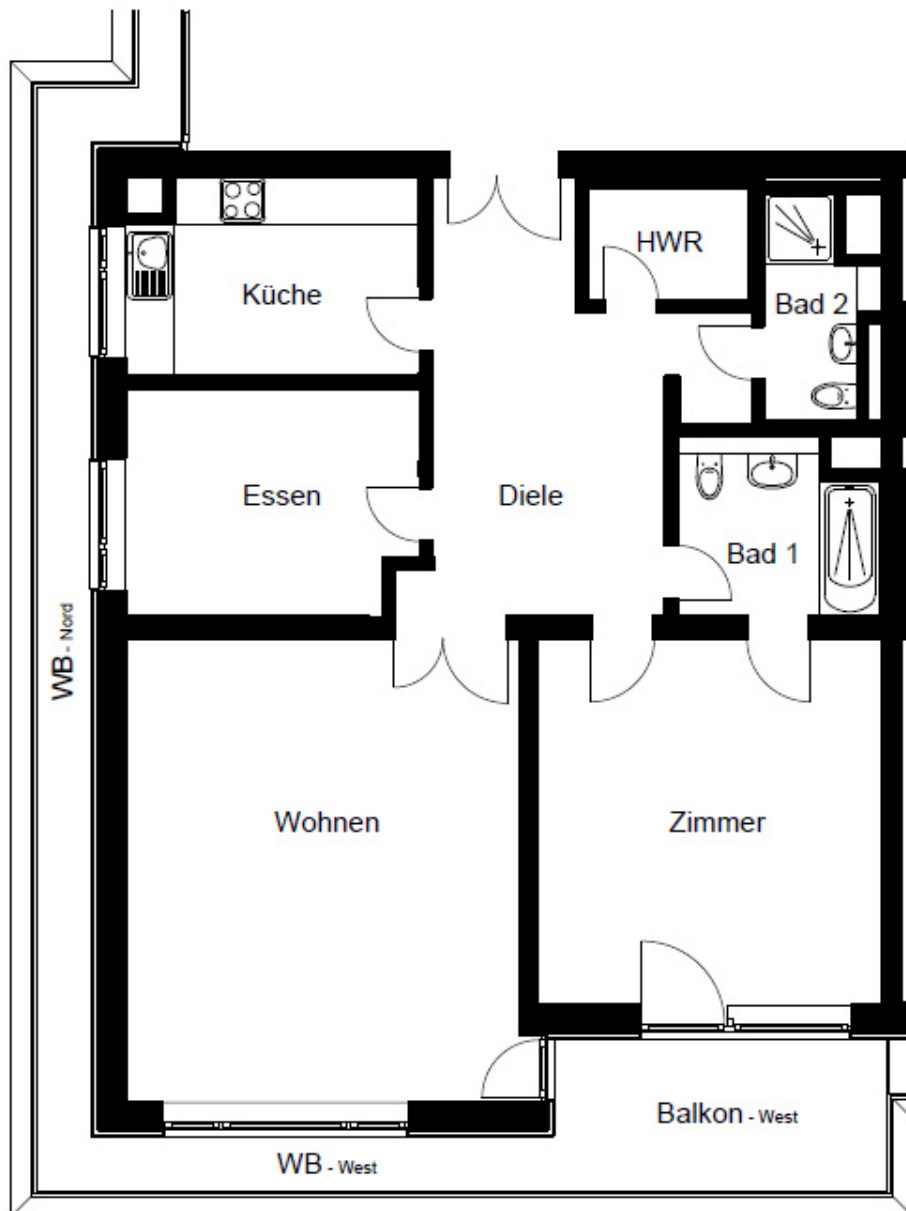 HWR
Küche
Bad 2
Essen
Diele
Bad 1
WB - Nord
Wohnen
Zimmer
Balkon - West
WB - West